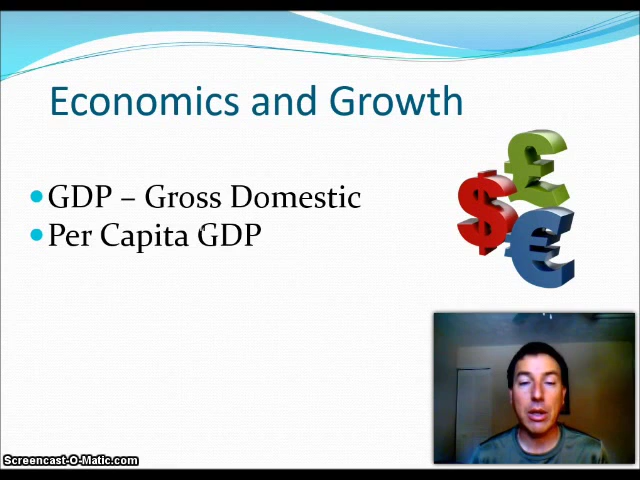 Economics and Growth
GDP – Gross Domestic
Per Capita GDP
Screencast-O-Matic.com